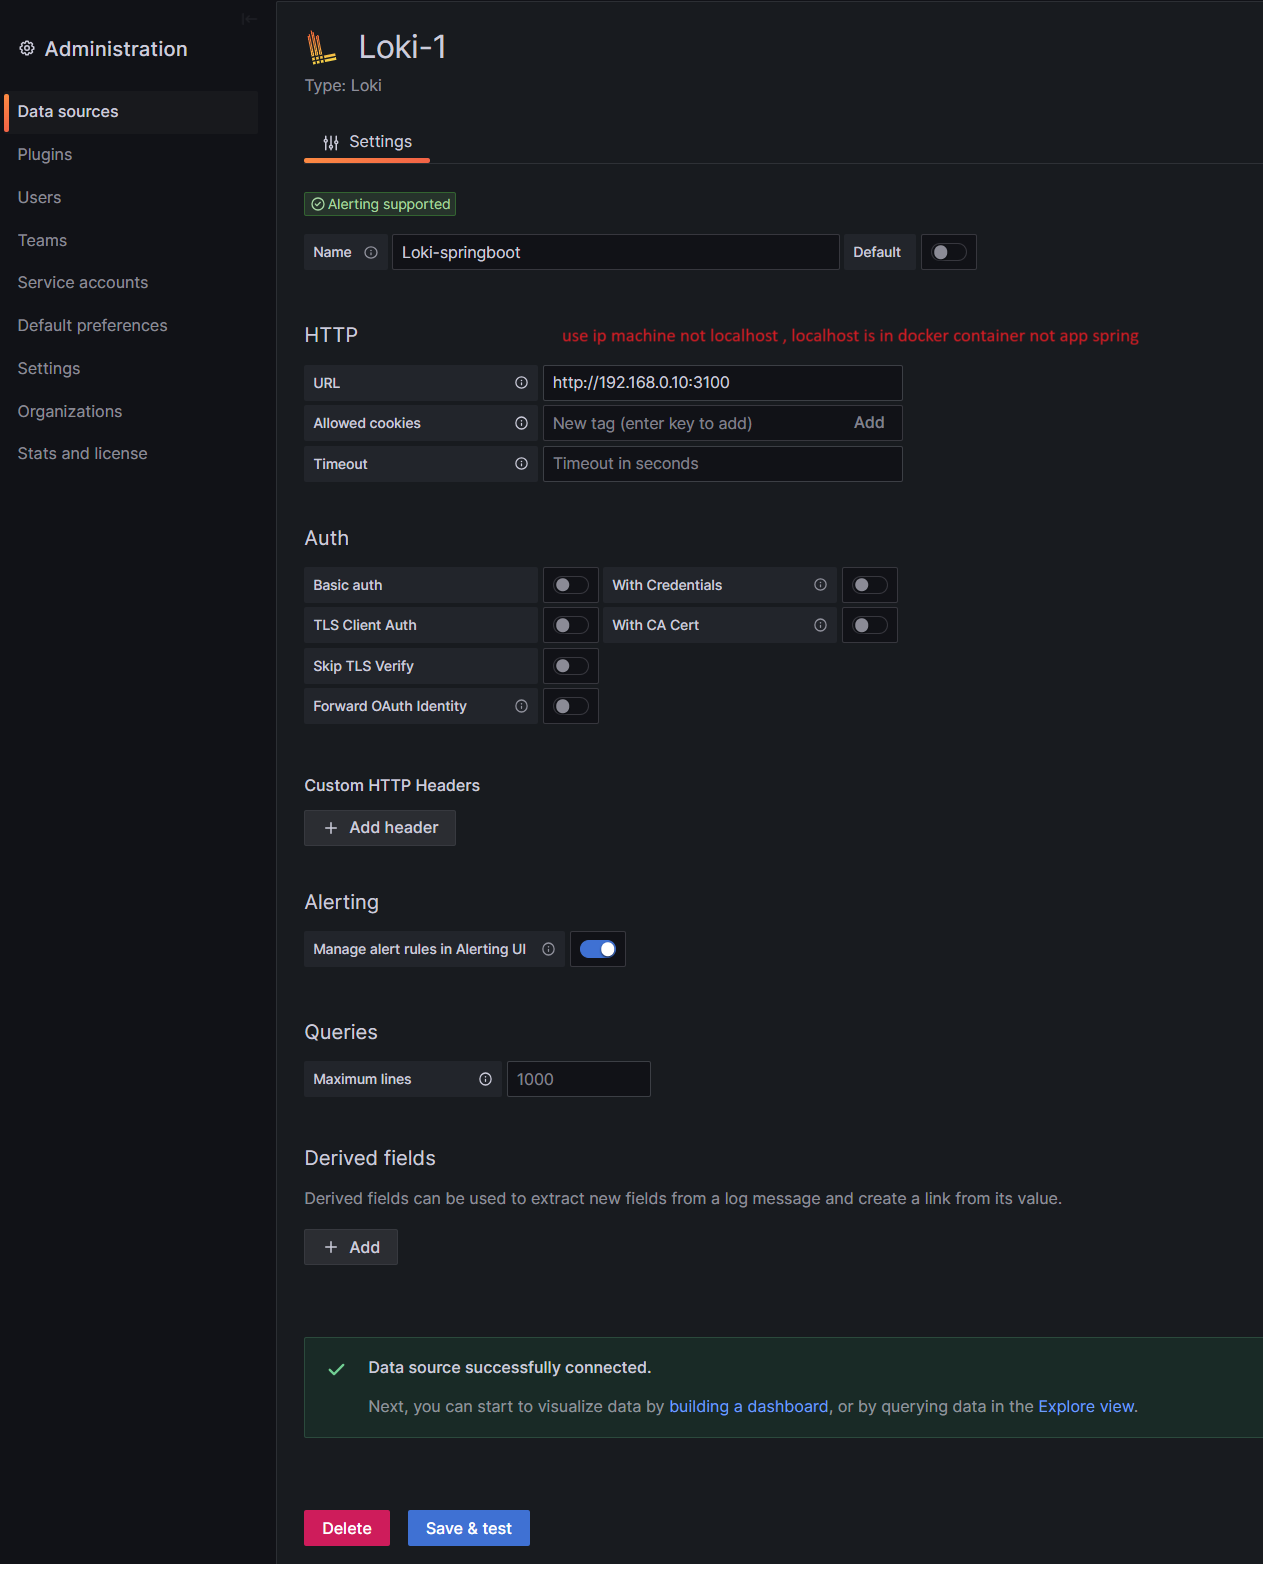 Administration
Data sources
Plugins
Users
Teams
Service accounts
Default preferences
Settings
Organizations
Stats and license
Loki-1
Type: Loki
Settings
Alerting supported
Name Loki-springboot Default
HTTP use ip machine not localhost , localhost is in docker container not app spring
URL http://192.168.0.10:3100
Allowed cookies New tag (enter key to add) Add
Timeout Timeout in seconds
Auth
Basic auth With Credentials
TLS Client Auth With CA Cert
Skip TLS Verify
Forward OAuth Identity
Custom HTTP Headers
Add header
Alerting
Manage alert rules in Alerting UI
Queries
Maximum lines 1000
Derived fields
Derived fields can be used to extract new fields from a log message and create a link from its value.
Add
Data source successfully connected.
Next, you can start to visualize data by building a dashboard, or by querying data in the Explore view.
Delete Save & test